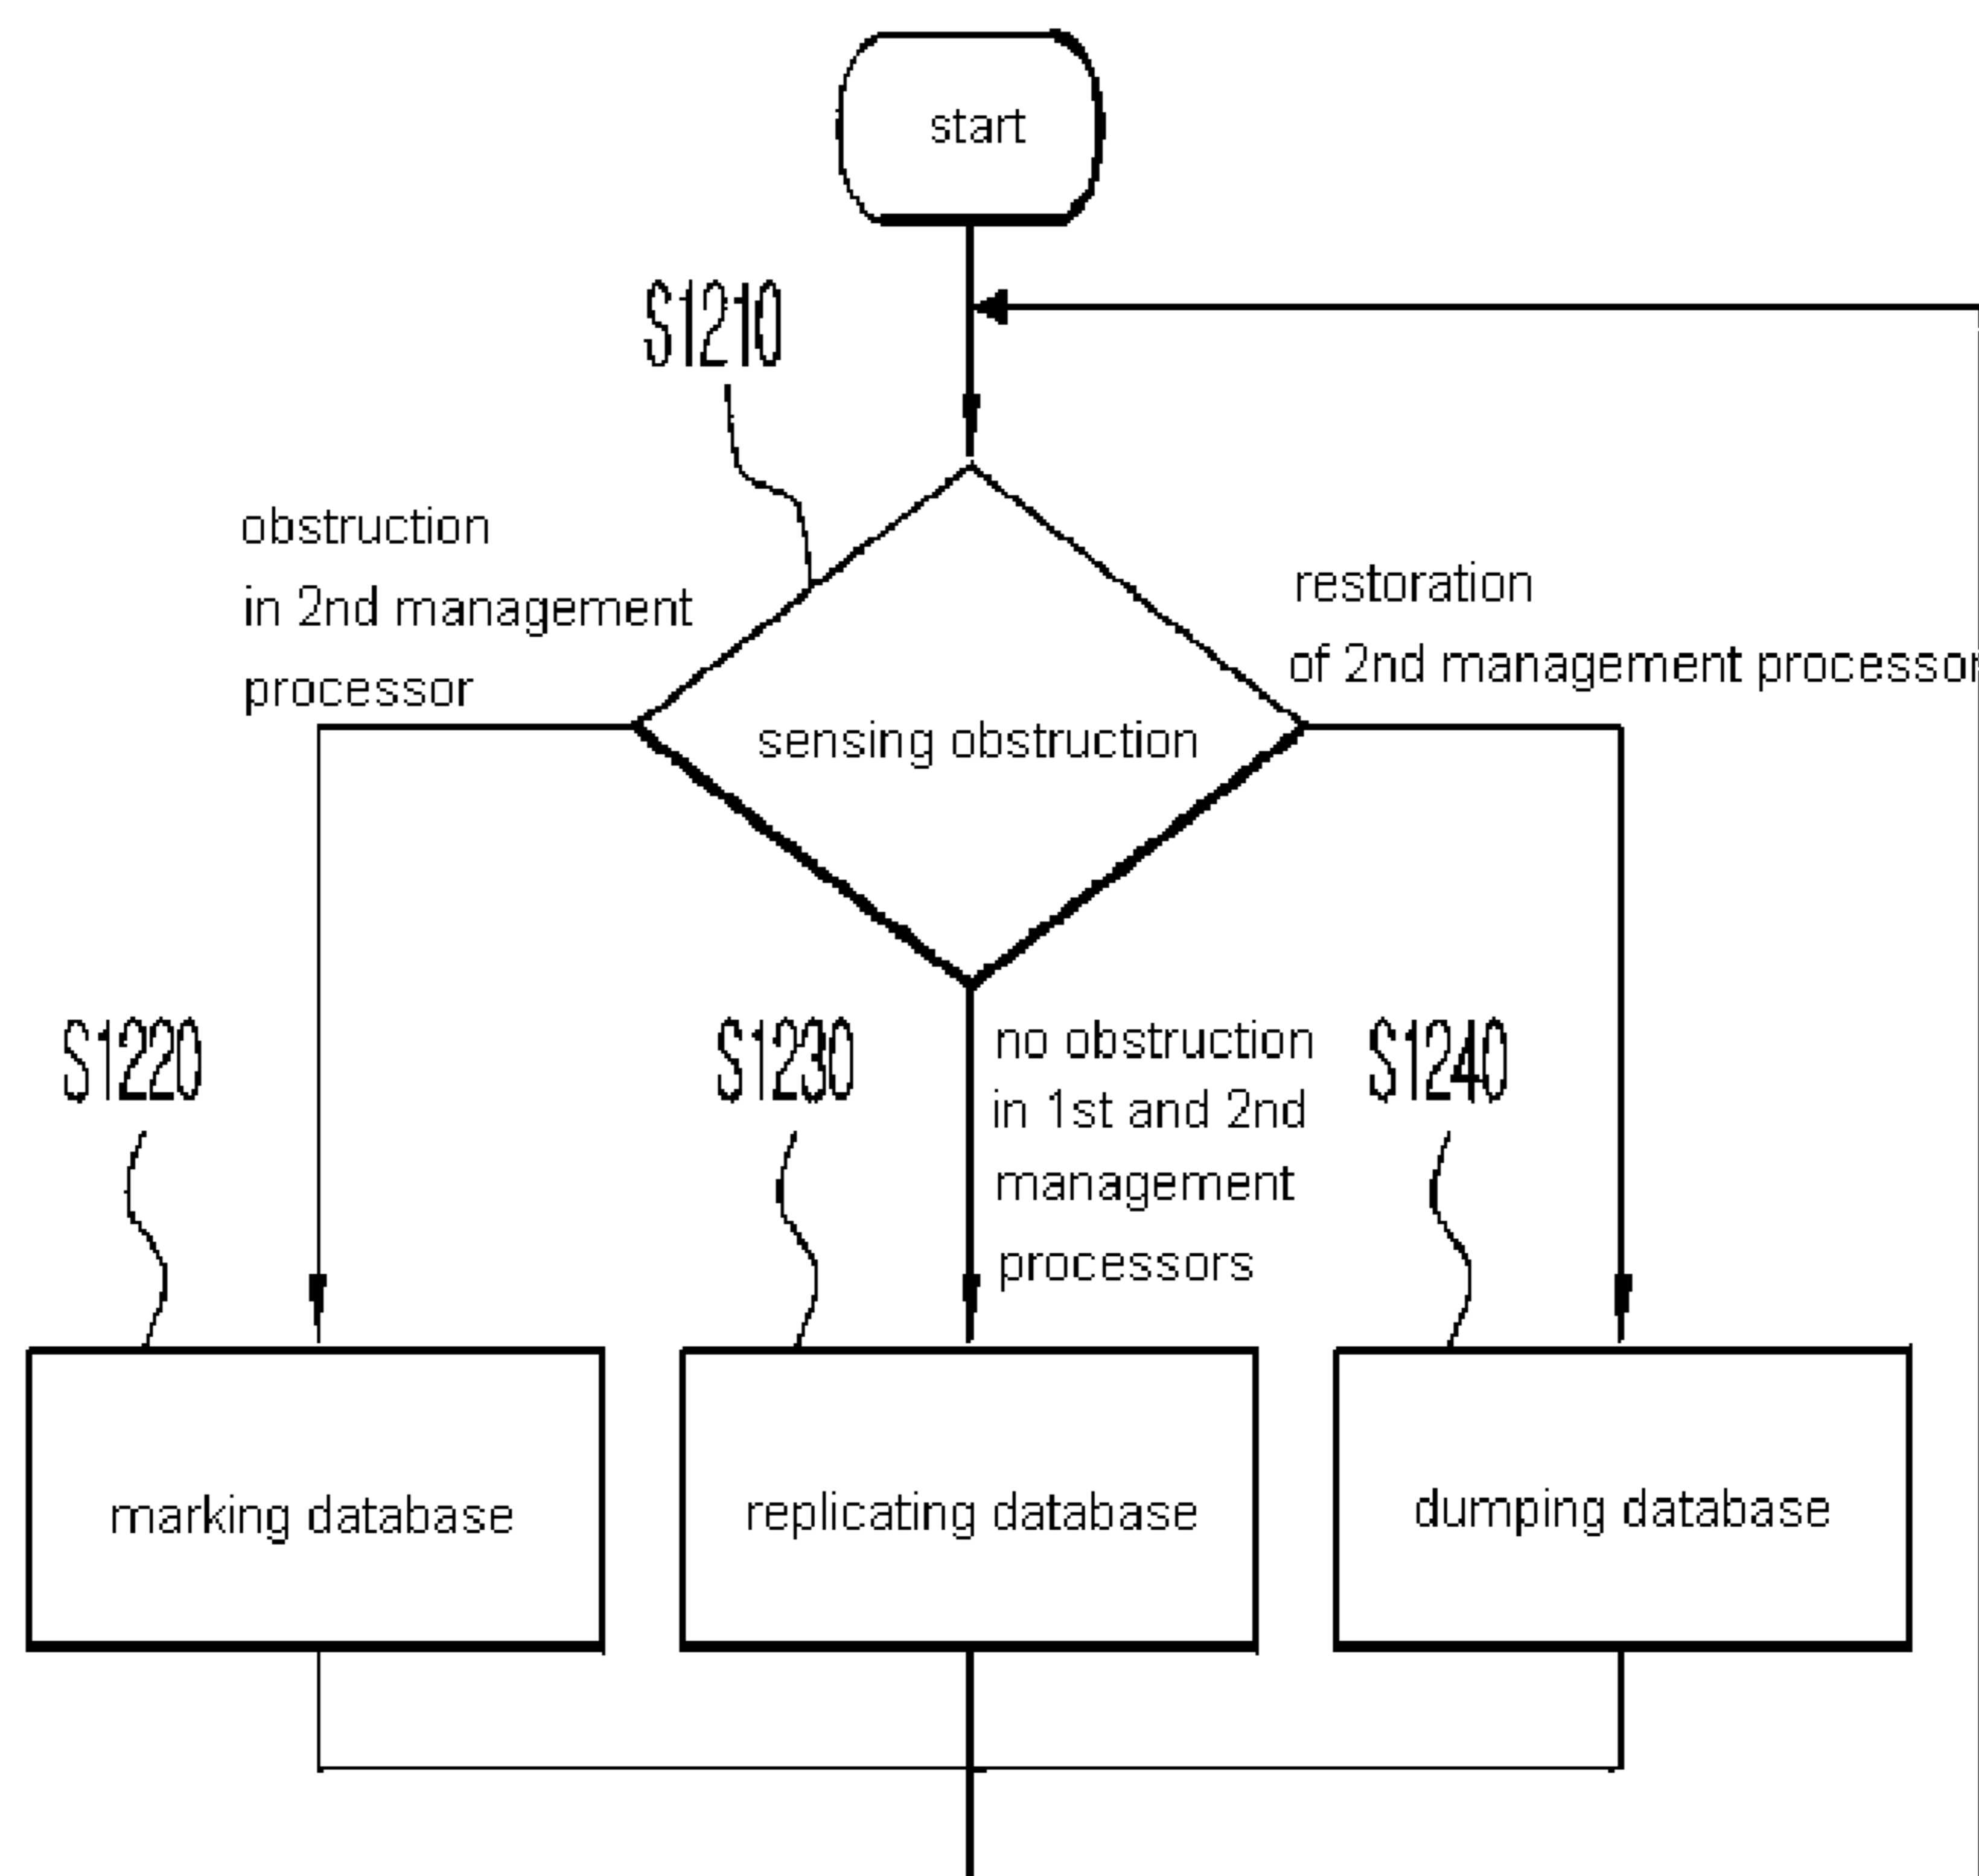 start
S1210
obstruction
in 2nd management
processor
restoration
of 2nd management processor
sensing obstruction
S1220
S1230
no obstruction
in 1st and 2nd
management
processors
S1240
marking database
replicating database
dumping database